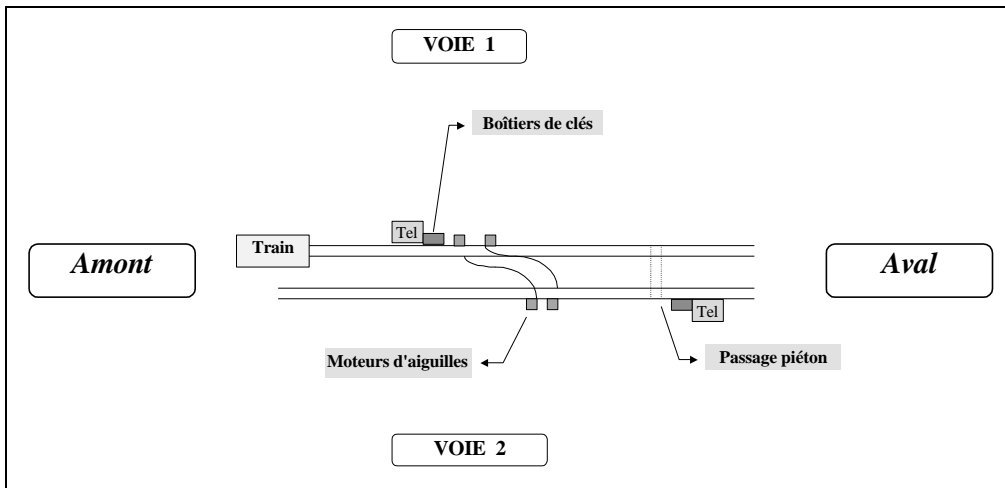 VOIE 1
Boîtiers de clés
Tel
Train
Amont
Aval
Tel
Moteurs d'aiguilles
Passage piéton
VOIE 2